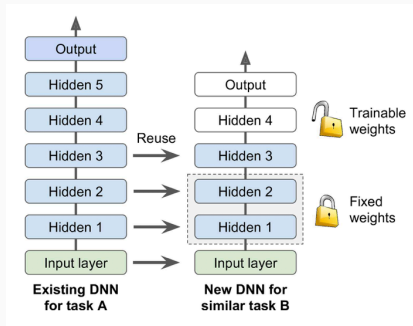 Output
Hidden 5
Hidden 4
Hidden 3
Hidden 2
Hidden 1
Input layer
Existing DNN
for task A
Reuse
Output
Hidden 4
Hidden 3
Hidden 2
Hidden 1
Input layer
New DNN for
similar task B
Trainable
weights
Fixed
weights